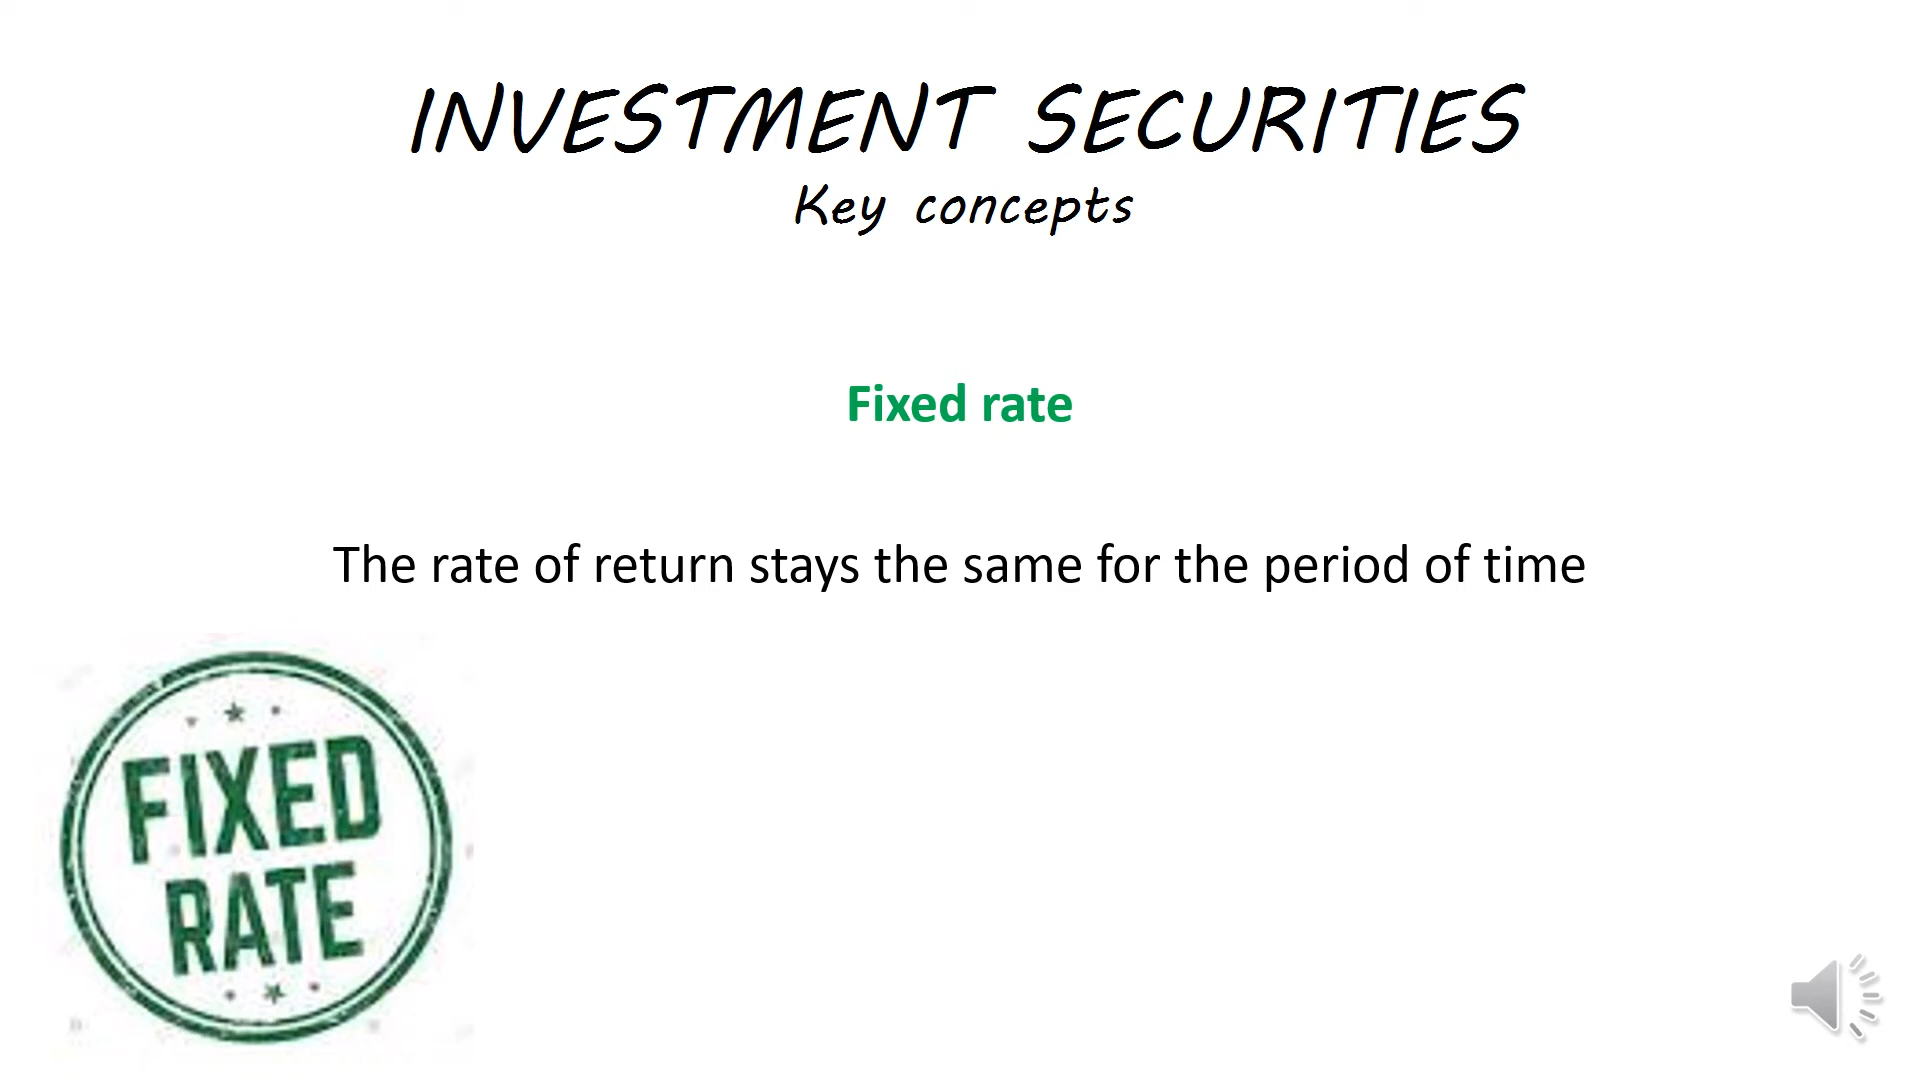 INVESTMENT SECURITIES
Key concepts
Fixed rate
The rate of return stays the same for the period of time
FIXED
RATE